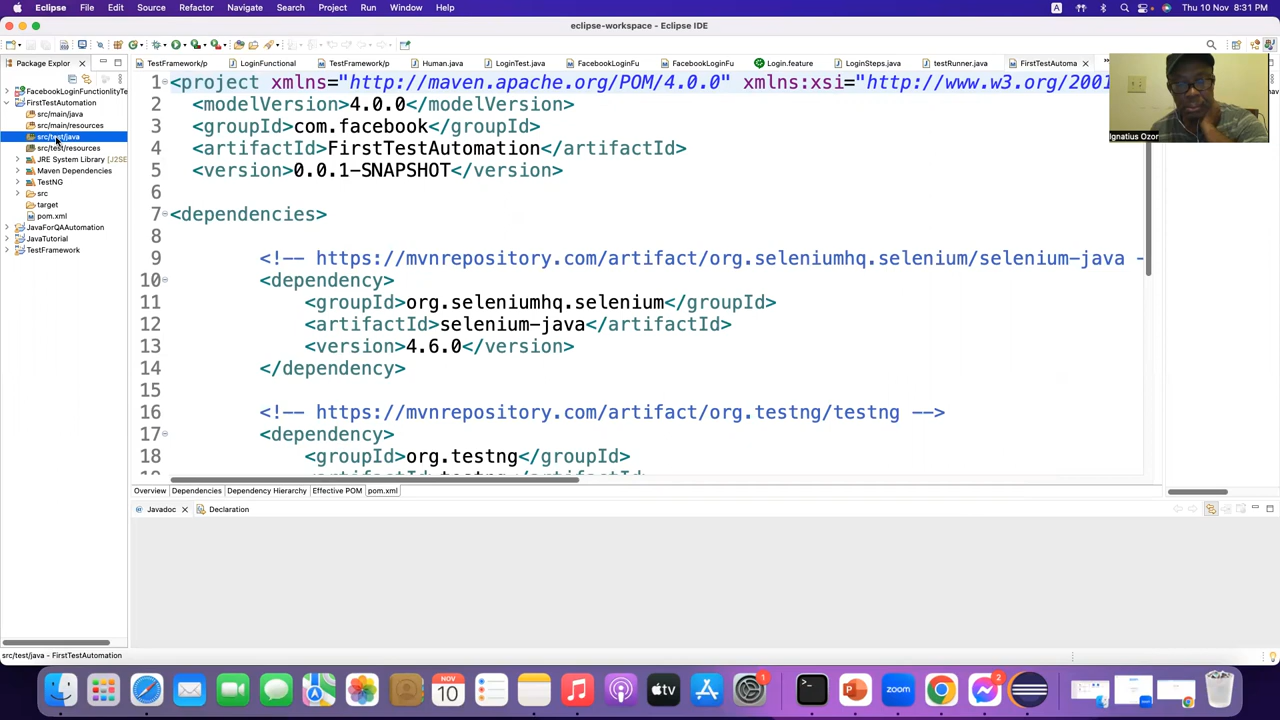 Eclipse File Edit Source Refactor Navigate Search Project Run Window Help A Thu 10 Nov 8:31 PM
eclipse-workspace - Eclipse IDE
Package Explor
TestFramework/p LoginFunctional TestFramework/p Human.java LoginTest.java FacebookLoginFu FacebookLoginFu Login.feature LoginSteps.java testRunner.java FirstTestAutoma
FacebookLoginFunctionlityTe
FirstTestAutomation
src/main/java
src/main/resources
src/test/java
src/test/resources
JRE System Library [J2SE
Maven Dependencies
TestNG
src
target
pom.xml
JavaForQAAutomation
JavaTutorial
TestFramework
1 <project xmlns="http://maven.apache.org/POM/4.0.0" xmlns:xsi="http://www.w3.org/2001
2 <modelVersion>4.0.0</modelVersion>
3 <groupId>com.facebook</groupId>
4 <artifactId>FirstTestAutomation</artifactId>
5 <version>0.0.1-SNAPSHOT</version>
6
7 <dependencies>
8
9 <!-- https://mvnrepository.com/artifact/org.seleniumhq.selenium/selenium-java -
10 <dependency>
11 <groupId>org.seleniumhq.selenium</groupId>
12 <artifactId>selenium-java</artifactId>
13 <version>4.6.0</version>
14 </dependency>
15
16 <!-- https://mvnrepository.com/artifact/org.testng/testng -->
17 <dependency>
18 <groupId>org.testng</groupId>
Ignatius Ozor
Overview Dependencies Dependency Hierarchy Effective POM pom.xml
Javadoc Declaration
src/test/java - FirstTestAutomation
NOV
10
tv
zoom
1
2